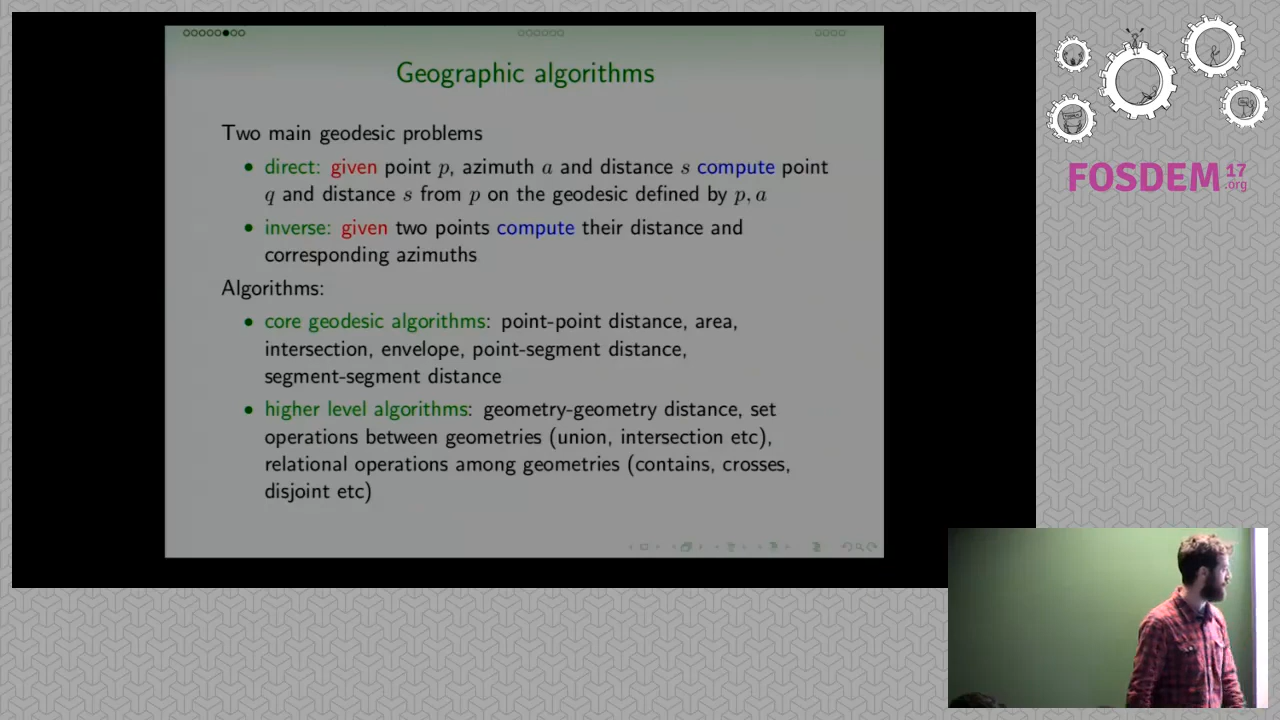 Geographic algorithms
Two main geodesic problems
• direct: given point p, azimuth a and distance s compute point
q and distance s from p on the geodesic defined by p, a
• inverse: given two points compute their distance and
corresponding azimuths
Algorithms:
• core geodesic algorithms: point-point distance, area,
intersection, envelope, point-segment distance,
segment-segment distance
• higher level algorithms: geometry-geometry distance, set
operations between geometries (union, intersection etc),
relational operations among geometries (contains, crosses,
disjoint etc)
FOSDEM 17
.org